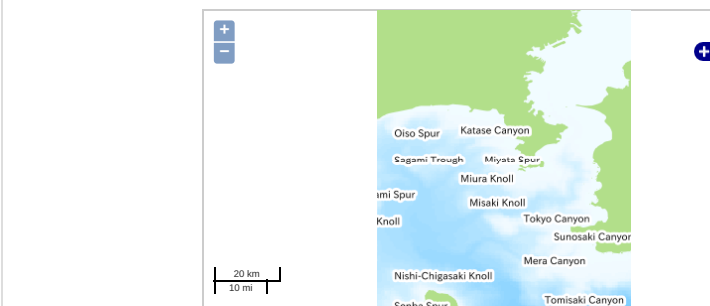 +
−
Oiso Spur
Katase Canyon
Sagami Trough
Miyata Spur
Miura Knoll
ami Spur
Misaki Knoll
Knoll
Tokyo Canyon
Sunosaki Canyon
Mera Canyon
20 km
Nishi-Chigasaki Knoll
10 mi
Tomisaki Canyon